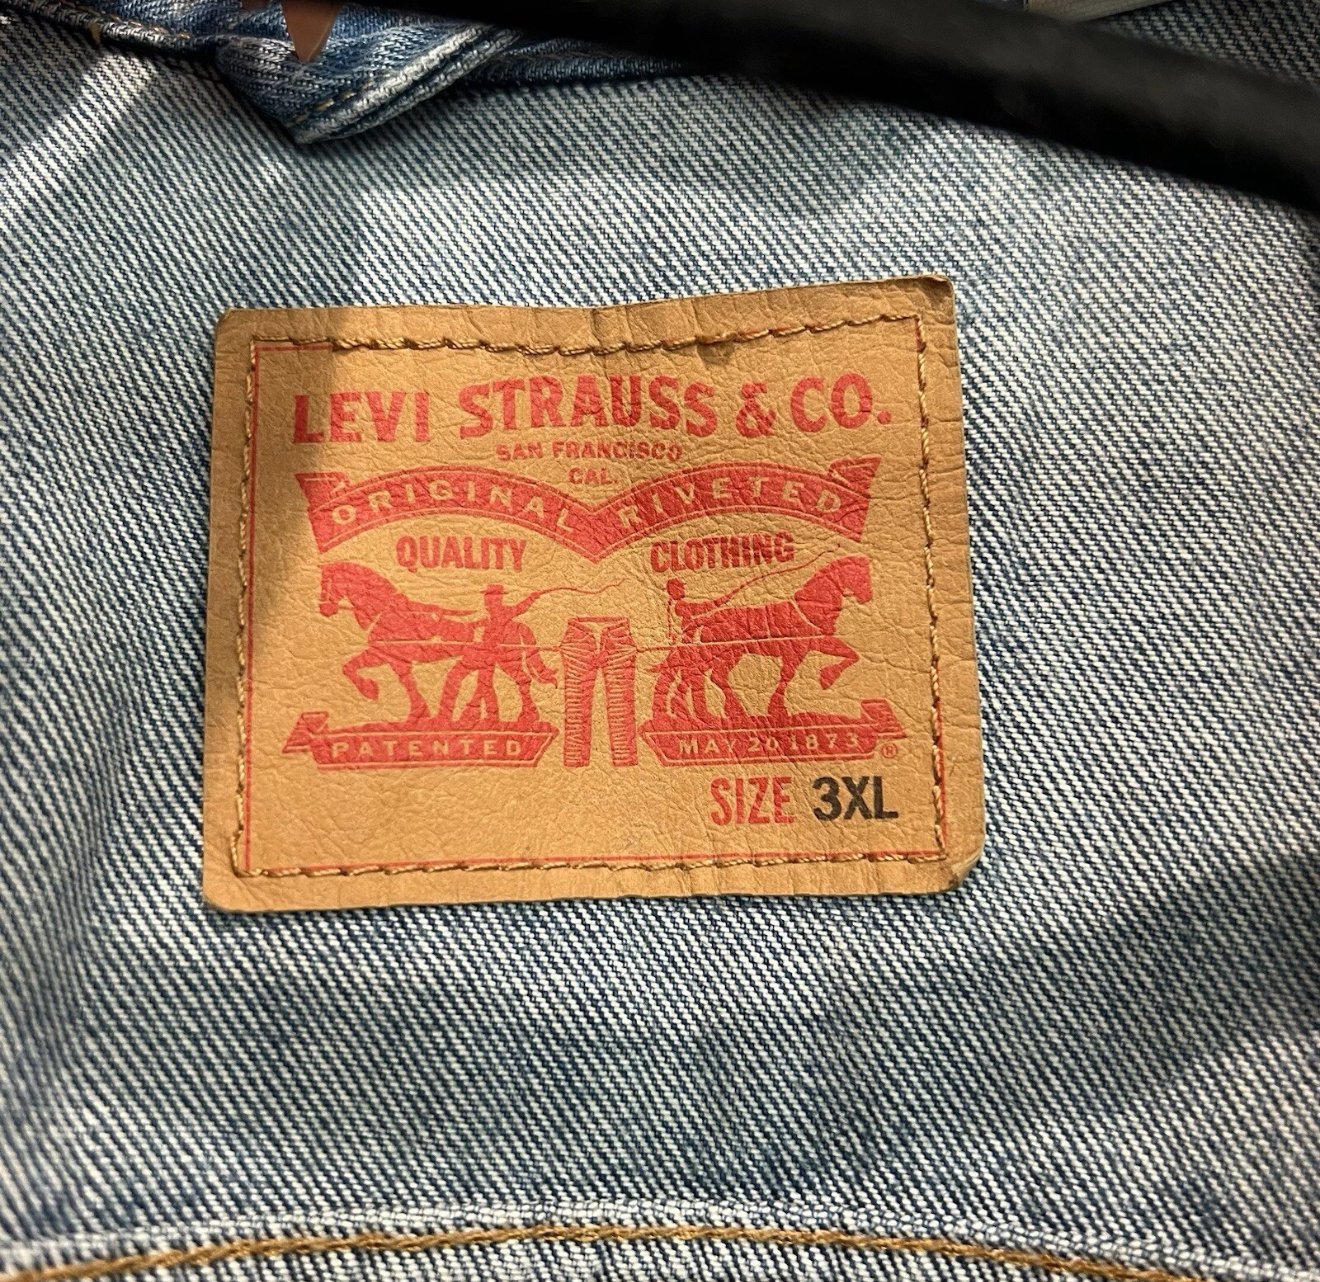 LEVI STRAUSS & CO.
SAN FRANCISCO
CAL.
ORIGINAL RIVETED
QUALITY CLOTHING
PATENTED MAY 20 1873 ®
SIZE 3XL